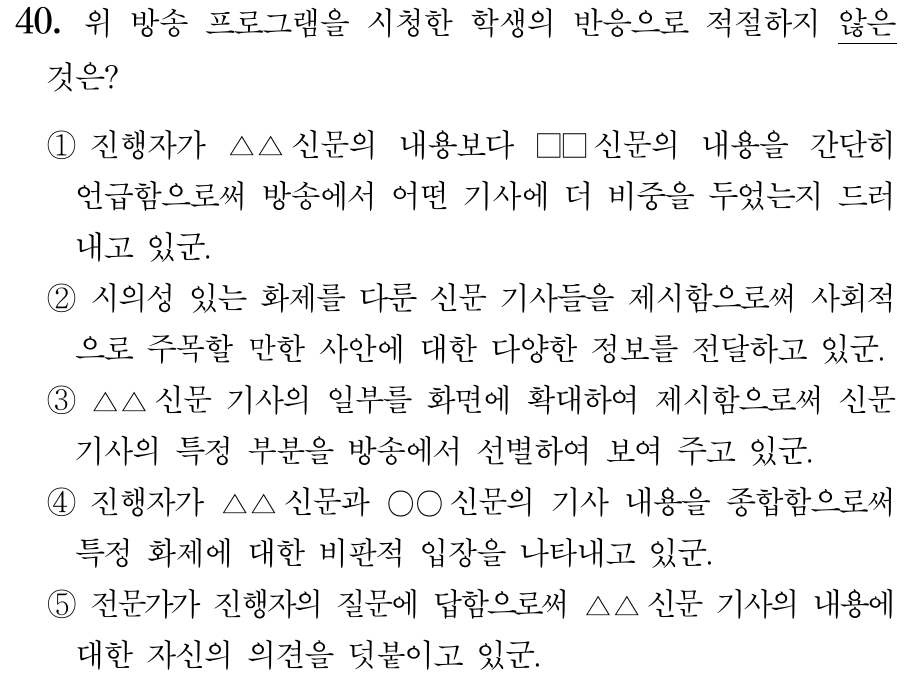 40. 위 방송 프로그램을 시청한 학생의 반응으로 적절하지 않은
것은?
① 진행자가 △△신문의 내용보다 □□신문의 내용을 간단히
언급함으로써 방송에서 어떤 기사에 더 비중을 두었는지 드러
내고 있군.
② 시의성 있는 화제를 다룬 신문 기사들을 제시함으로써 사회적
으로 주목할 만한 사안에 대한 다양한 정보를 전달하고 있군.
③ △△신문 기사의 일부를 화면에 확대하여 제시함으로써 신문
기사의 특정 부분을 방송에서 선별하여 보여 주고 있군.
④ 진행자가 △△신문과 ○○신문의 기사 내용을 종합함으로써
특정 화제에 대한 비판적 입장을 나타내고 있군.
⑤ 전문가가 진행자의 질문에 답함으로써 △△신문 기사의 내용에
대한 자신의 의견을 덧붙이고 있군.